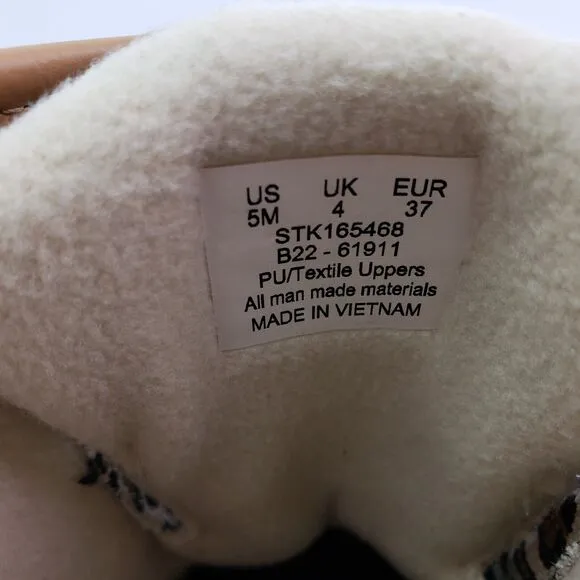 US UK EUR
5M 4 37
STK165468
B22 - 61911
PU/Textile Uppers
All man made materials
MADE IN VIETNAM